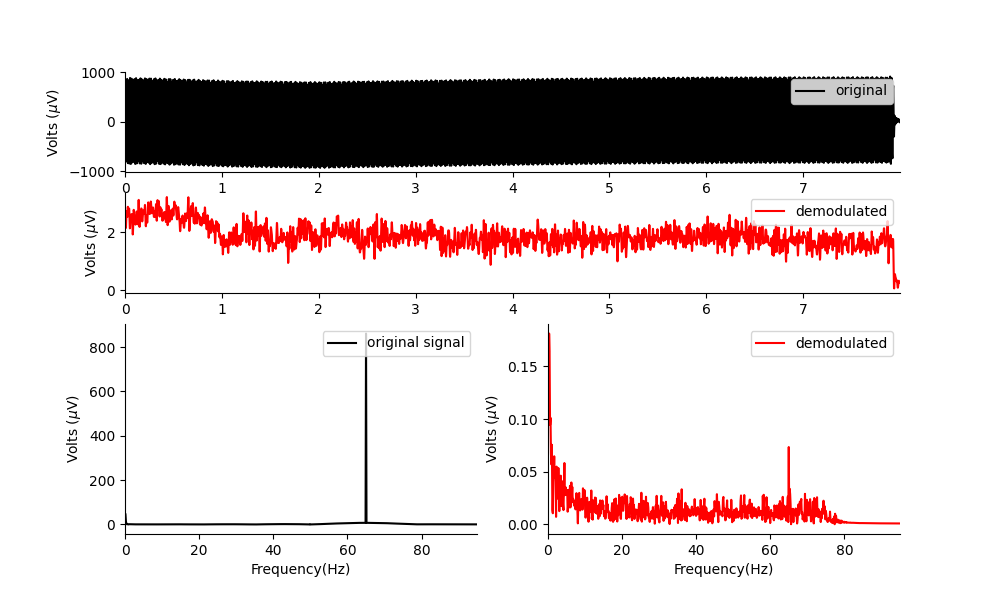 1000
0
−1000
Volts (μV)
original
0 1 2 3 4 5 6 7
2
0
Volts (μV)
demodulated
0 1 2 3 4 5 6 7
800
600
400
200
0
Volts (μV)
original signal
0 20 40 60 80
Frequency(Hz)
0.15
0.10
0.05
0.00
Volts (μV)
demodulated
0 20 40 60 80
Frequency(Hz)